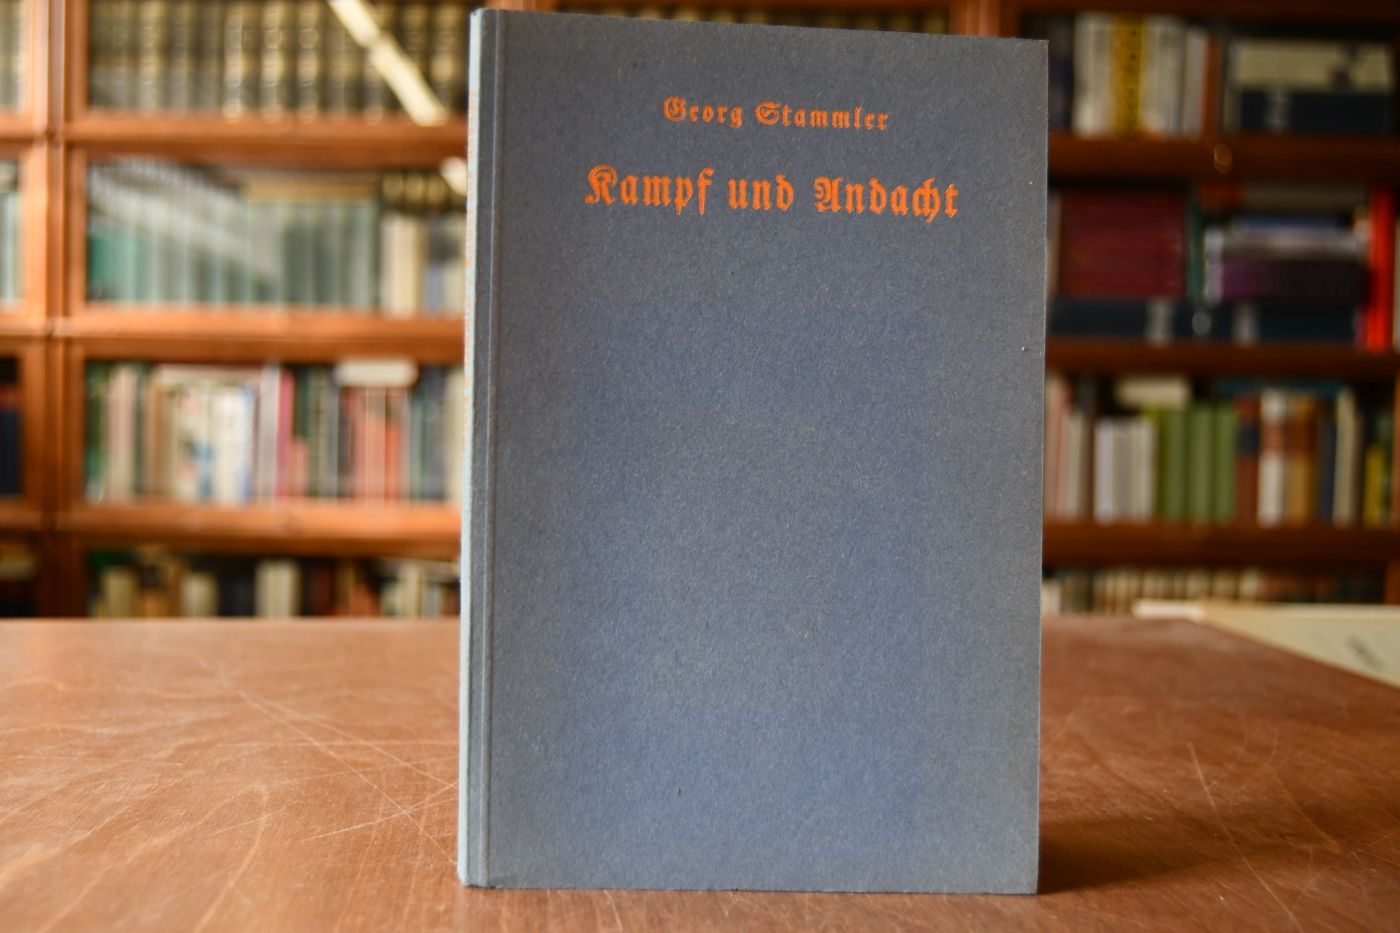 Georg Stammler
Kampf und Andacht